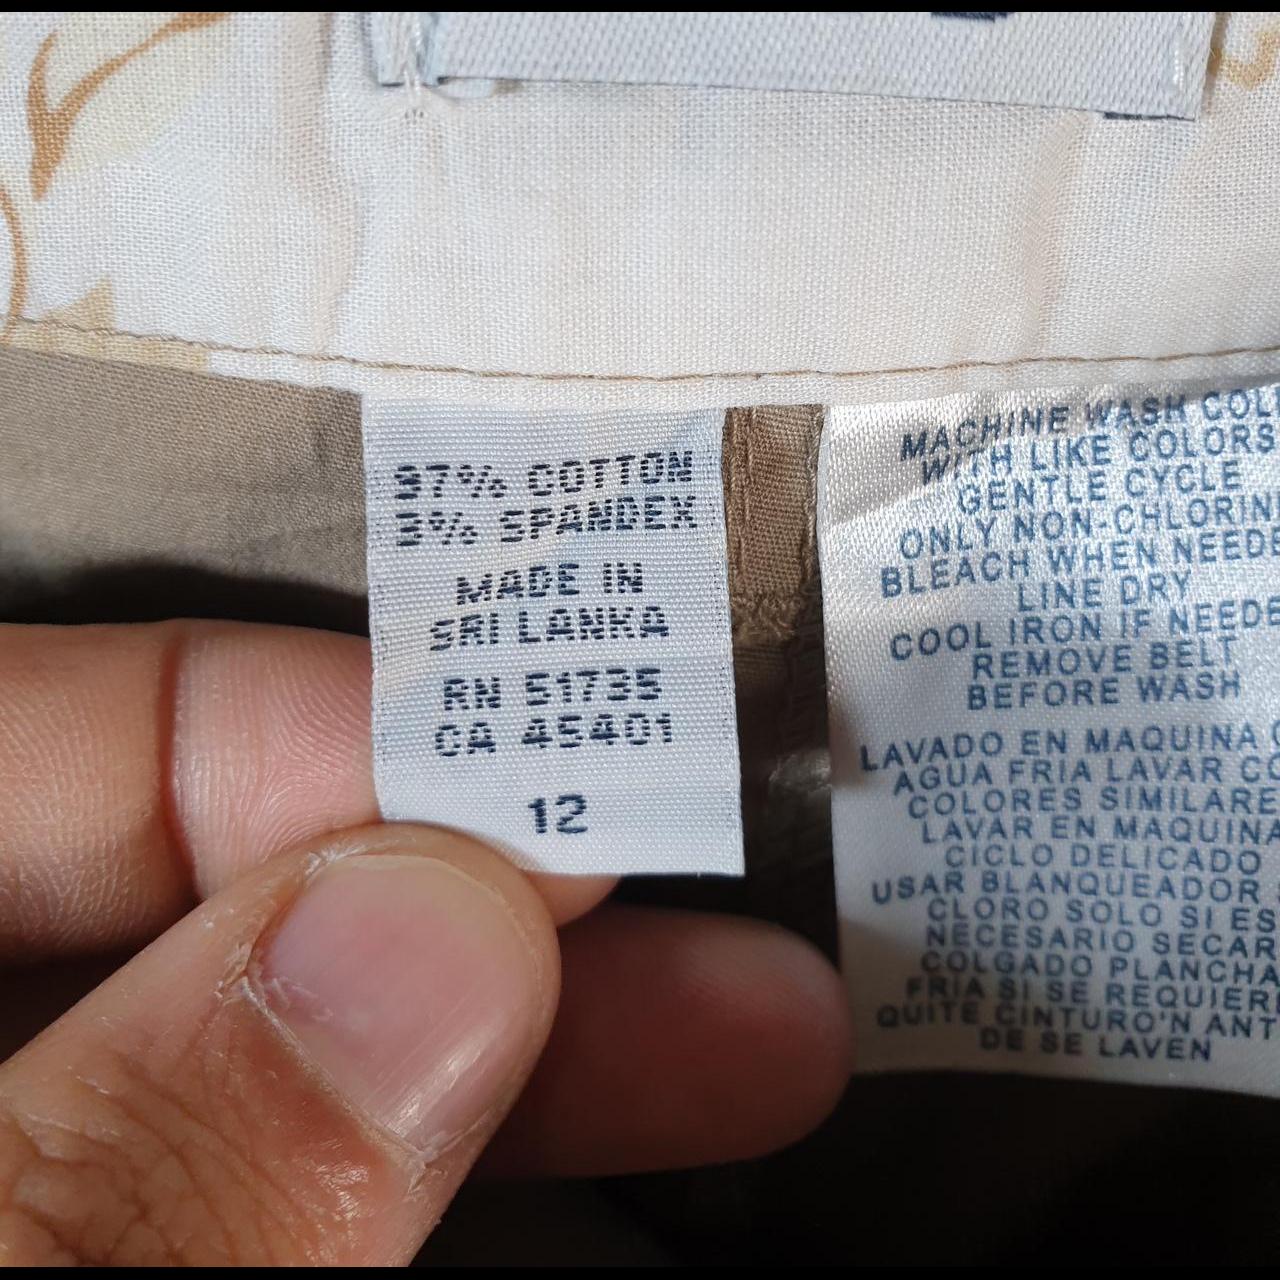 97% COTTON
3% SPANDEX
MADE IN
SRI LANKA
RN 51735
CA 45401
12
MACHINE WASH COL
WITH LIKE COLORS
GENTLE CYCLE
ONLY NON-CHLORIN
BLEACH WHEN NEEDE
LINE DRY
COOL IRON IF NEEDE
REMOVE BELT
BEFORE WASH
LAVADO EN MAQUINA
AGUA FRIA LAVAR CO
COLORES SIMILARE
LAVAR EN MAQUINA
CICLO DELICADO
USAR BLANQUEADOR
CLORO SOLO SI ES
NECESARIO SECAR
COLGADO PLANCHA
FRIA SI SE REQUIER
QUITE CINTURO'N ANT
DE SE LAVEN